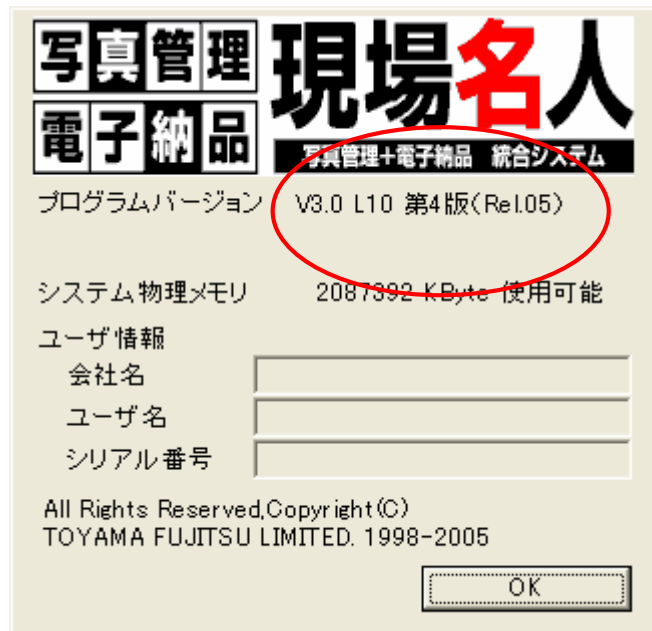 写真管理
電子納品
現場名人
写真管理+電子納品 統合システム
プログラムバージョン V3.0 L10 第4版(Rel.05)
システム物理メモリ 2087392 KByte 使用可能
ユーザ情報
会社名
ユーザ名
シリアル番号
All Rights Reserved,Copyright(C)
TOYAMA FUJITSU LIMITED. 1998-2005
OK